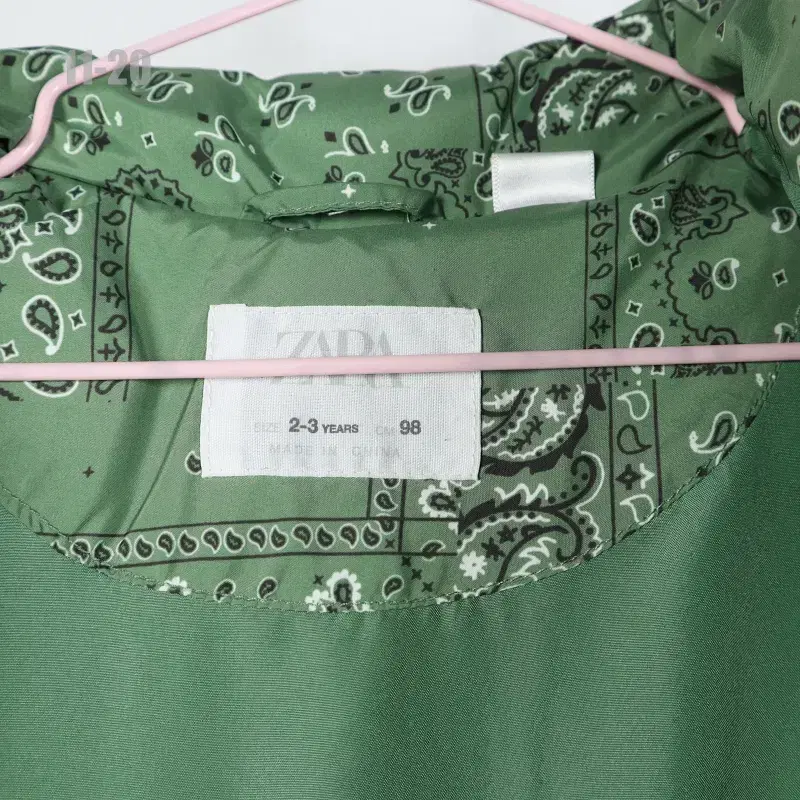 11-20
ZARA
SIZE 2-3 YEARS CM 98
MADE IN CHINA